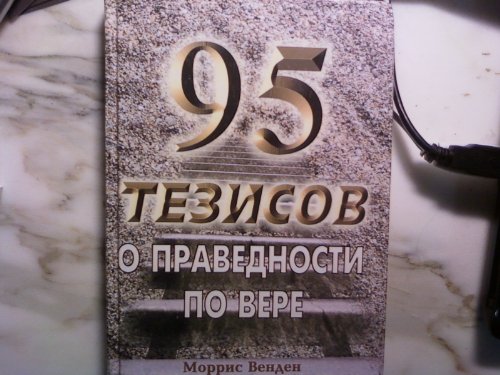 95
ТЕЗИСОВ
О ПРАВЕДНОСТИ
ПО ВЕРЕ
Моррис Венден